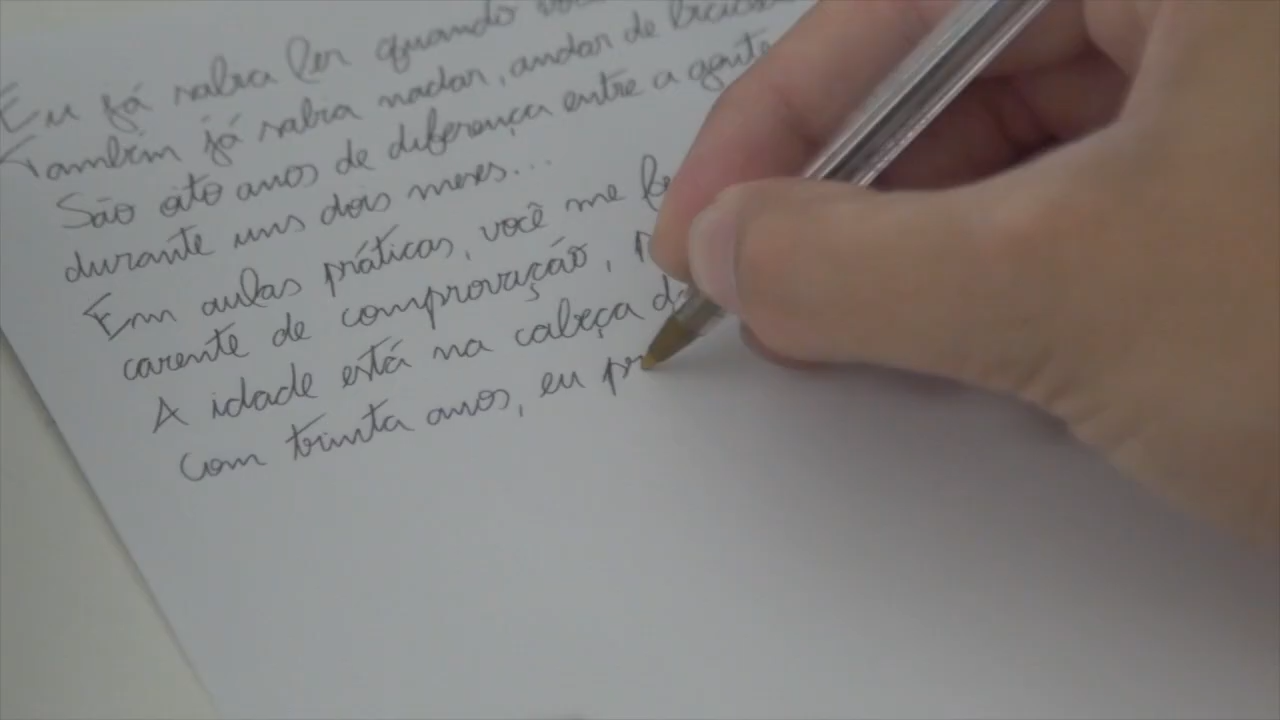 Eu já sabia ler quando
Também já sabia nadar, andar de
São oito anos de diferença entre a gente
durante uns dois meses...
Em aulas práticas, você me
carente de comprovação,
A idade está na cabeça
Com trinta anos, eu